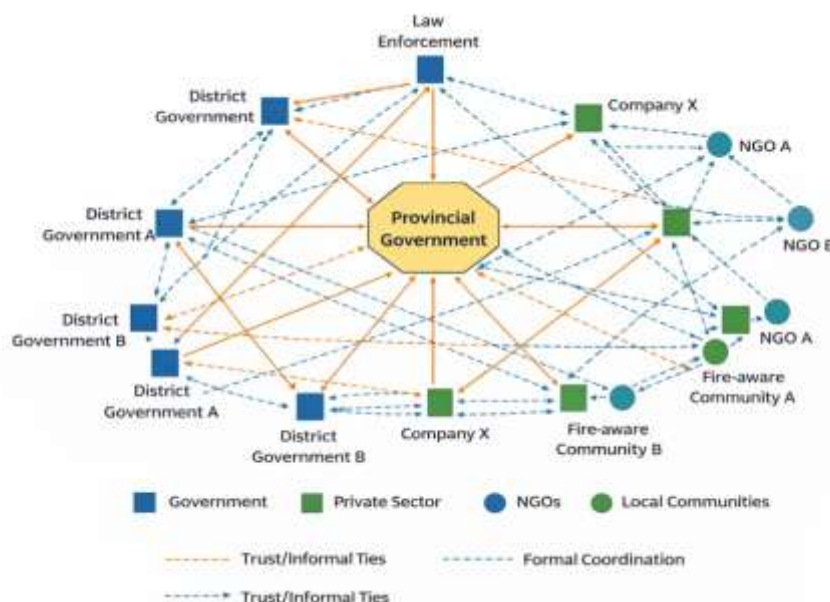 Law
Enforcement
District
Government
Company X
NGO A
District
Government A
Provincial
Government
NGO E
District
Government B
NGO A
District
Government A
Fire-aware
Community A
District
Government B
Company X
Fire-aware
Community B
Government
Private Sector
NGOs
Local Communities
Trust/Informal Ties
Formal Coordination
Trust/Informal Ties